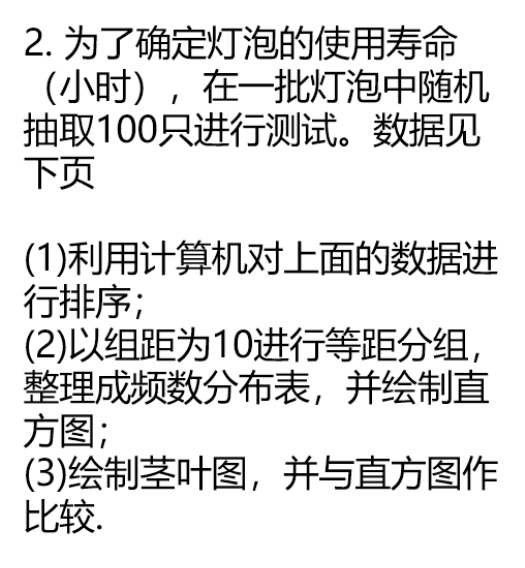 2. 为了确定灯泡的使用寿命
（小时），在一批灯泡中随机
抽取100只进行测试。数据见
下页
(1)利用计算机对上面的数据进
行排序；
(2)以组距为10进行等距分组，
整理成频数分布表，并绘制直
方图；
(3)绘制茎叶图，并与直方图作
比较.